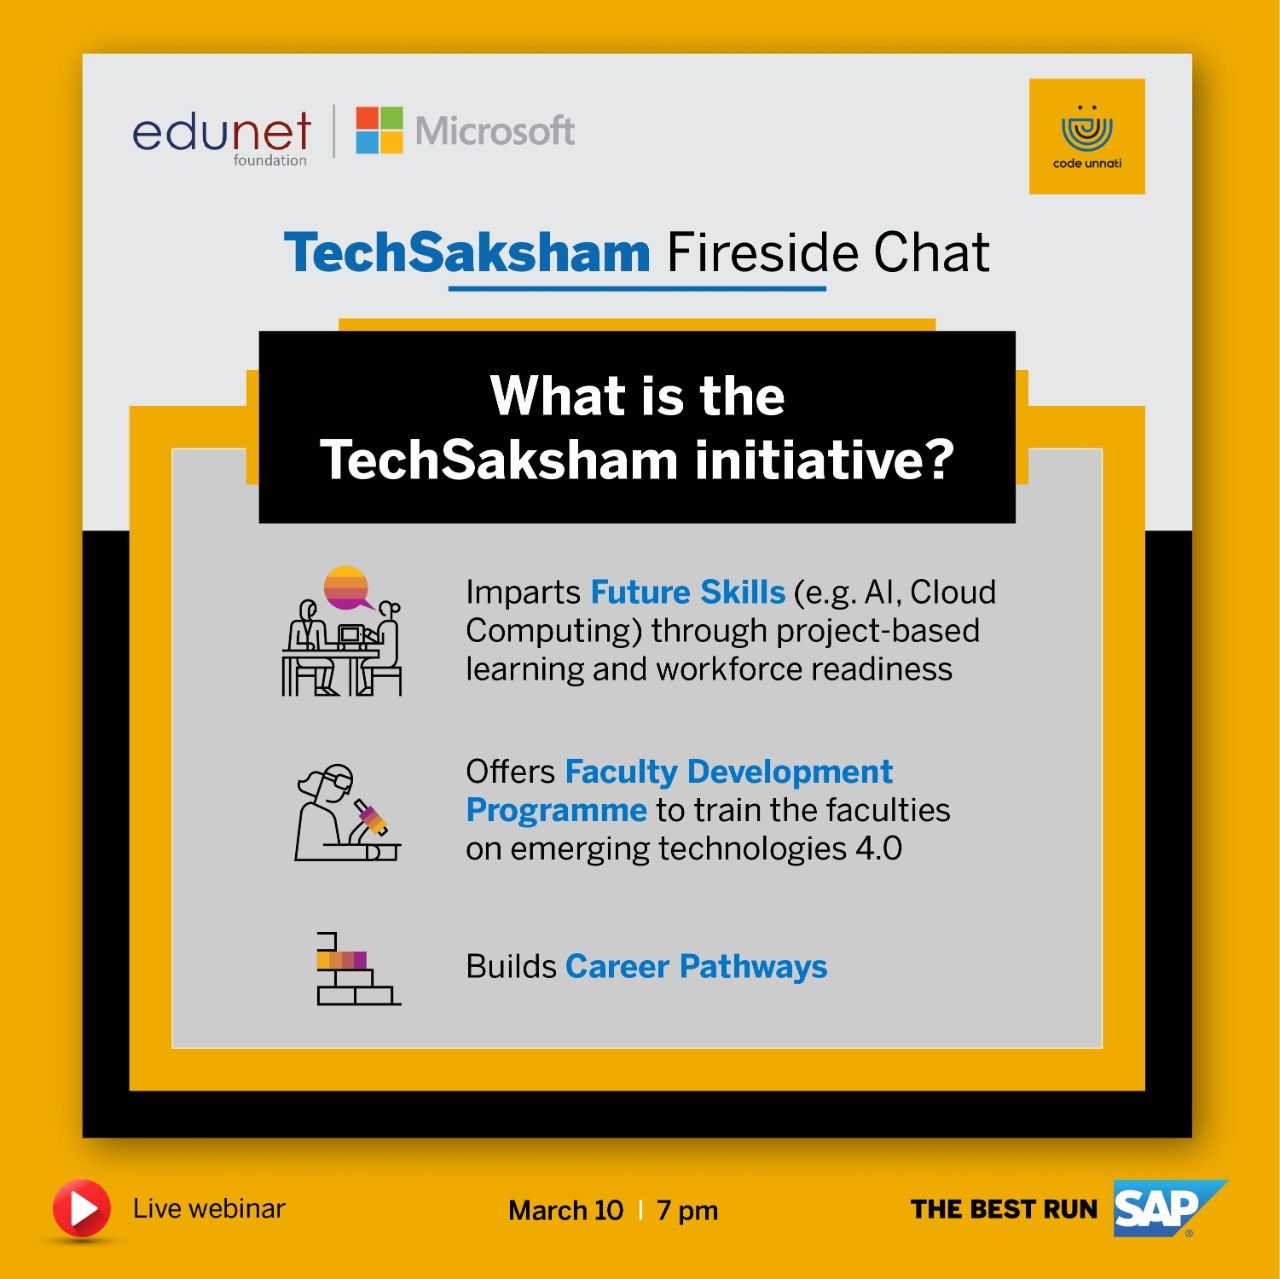 edunet
foundation
Microsoft
code unnati
TechSaksham Fireside Chat
What is the
TechSaksham initiative?
Imparts Future Skills (e.g. AI, Cloud
Computing) through project-based
learning and workforce readiness
Offers Faculty Development
Programme to train the faculties
on emerging technologies 4.0
Builds Career Pathways
Live webinar
March 10 | 7 pm
THE BEST RUN SAP®